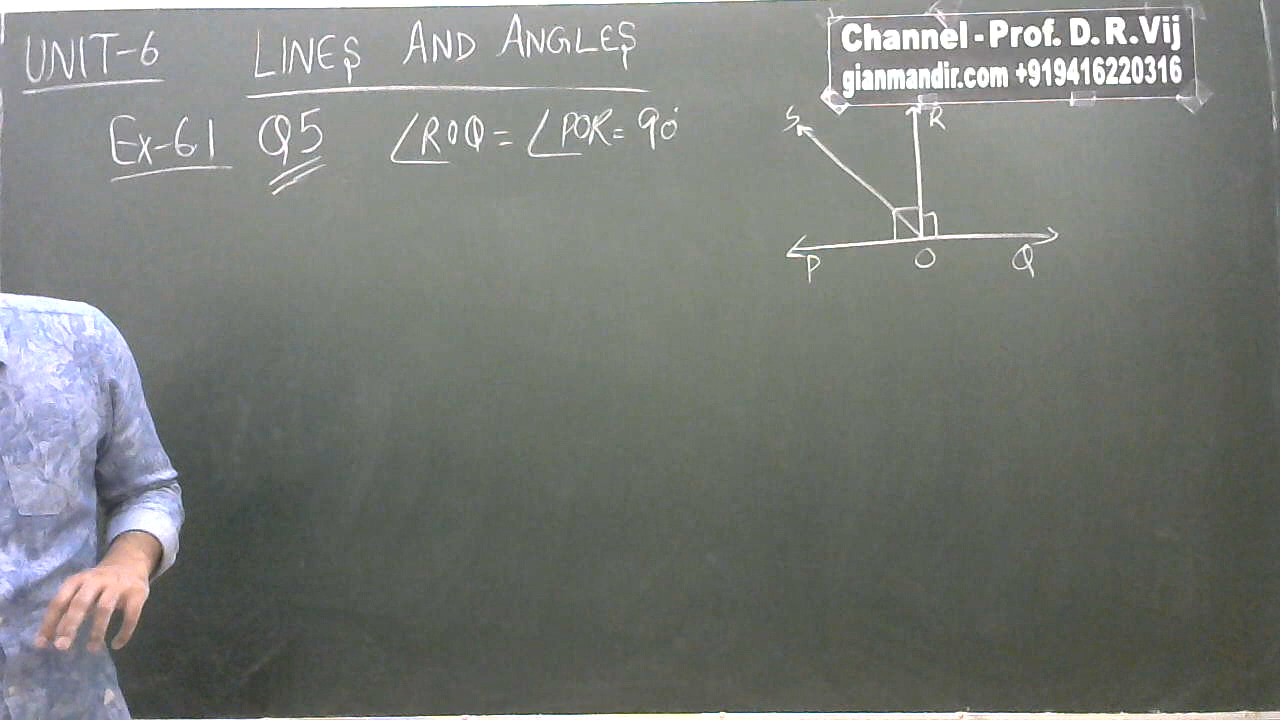 UNIT-6 LINES AND ANGLES
Channel - Prof. D.R.Vij
gianmandir.com +919416220316
Ex-6.1 Q5 ∠ROQ = ∠POR = 90°
S R
P O Q